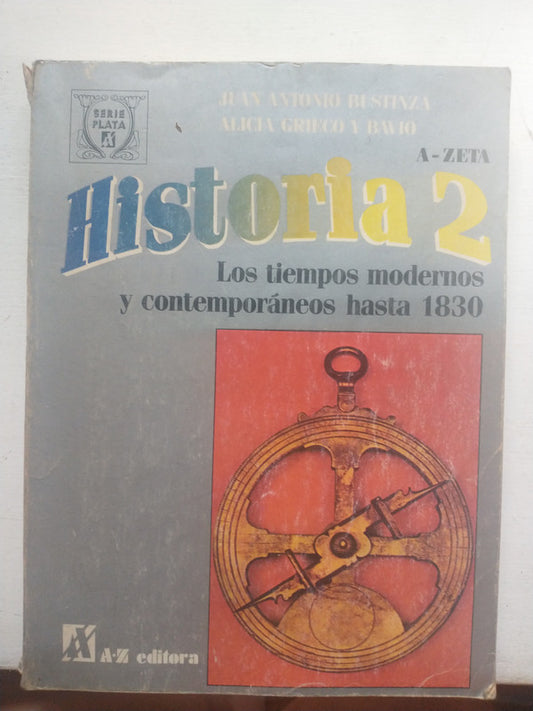 SERIE
PLATA
JUAN ANTONIO BUSTINZA
ALICIA GRIECO Y BAVIO
A-ZETA
Historia 2
Los tiempos modernos
y contemporáneos hasta 1830
A-Z editora